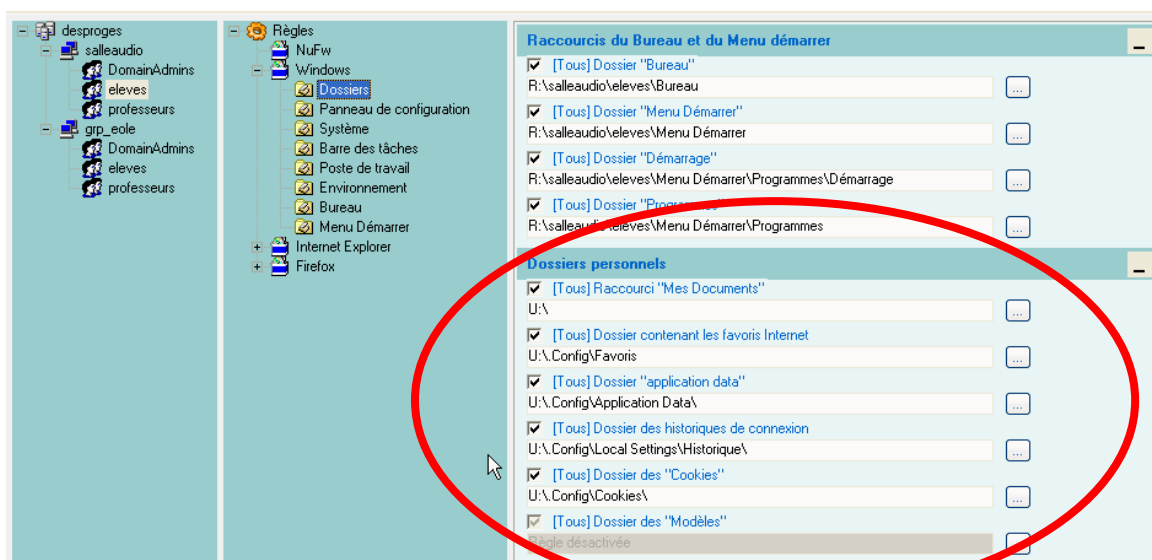 desproges
salleaudio
DomainAdmins
eleves
professeurs
grp_eole
DomainAdmins
eleves
professeurs
Règles
NuFw
Windows
Dossiers
Panneau de configuration
Système
Barre des tâches
Poste de travail
Environnement
Bureau
Menu Démarrer
Internet Explorer
Firefox
Raccourcis du Bureau et du Menu démarrer
[Tous] Dossier "Bureau"
R:\salleaudio\eleves\Bureau
...
[Tous] Dossier "Menu Démarrer"
R:\salleaudio\eleves\Menu Démarrer
...
[Tous] Dossier "Démarrage"
R:\salleaudio\eleves\Menu Démarrer\Programmes\Démarrage
...
[Tous] Dossier "Programmes"
R:\salleaudio\eleves\Menu Démarrer\Programmes
...
Dossiers personnels
[Tous] Raccourci "Mes Documents"
U:\
...
[Tous] Dossier contenant les favoris Internet
U:\.Config\Favoris
...
[Tous] Dossier "application data"
U:\.Config\Application Data\
...
[Tous] Dossier des historiques de connexion
U:\.Config\Local Settings\Historique\
...
[Tous] Dossier des "Cookies"
U:\.Config\Cookies\
...
[Tous] Dossier des "Modèles"
Règle désactivée
...